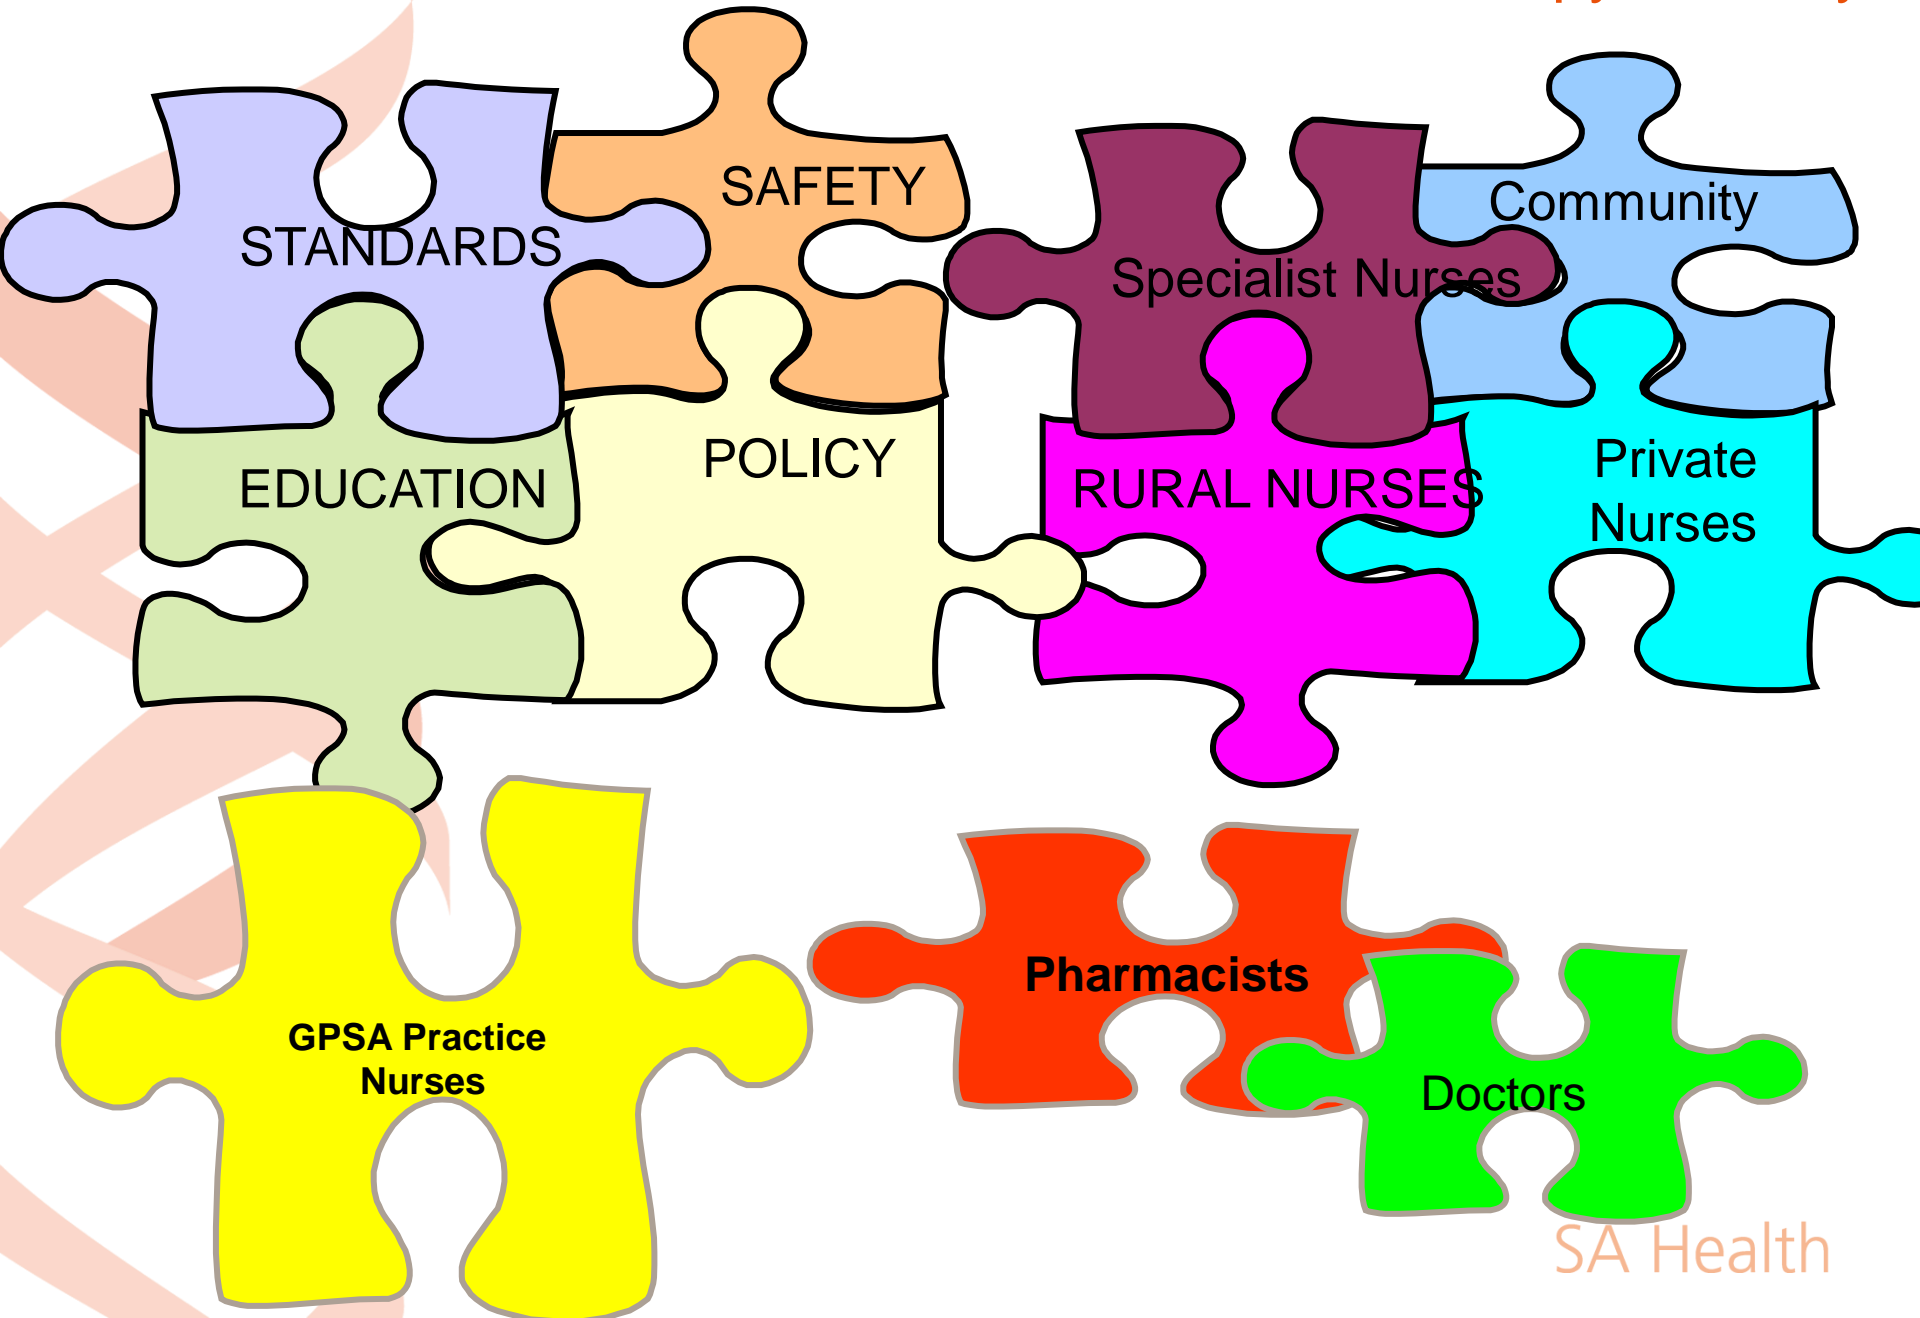 SAFETY
Community
STANDARDS
Specialist Nurses
POLICY
EDUCATION
RURAL NURSES
Private
Nurses
Pharmacists
GPSA Practice
Nurses
Doctors
SA Health